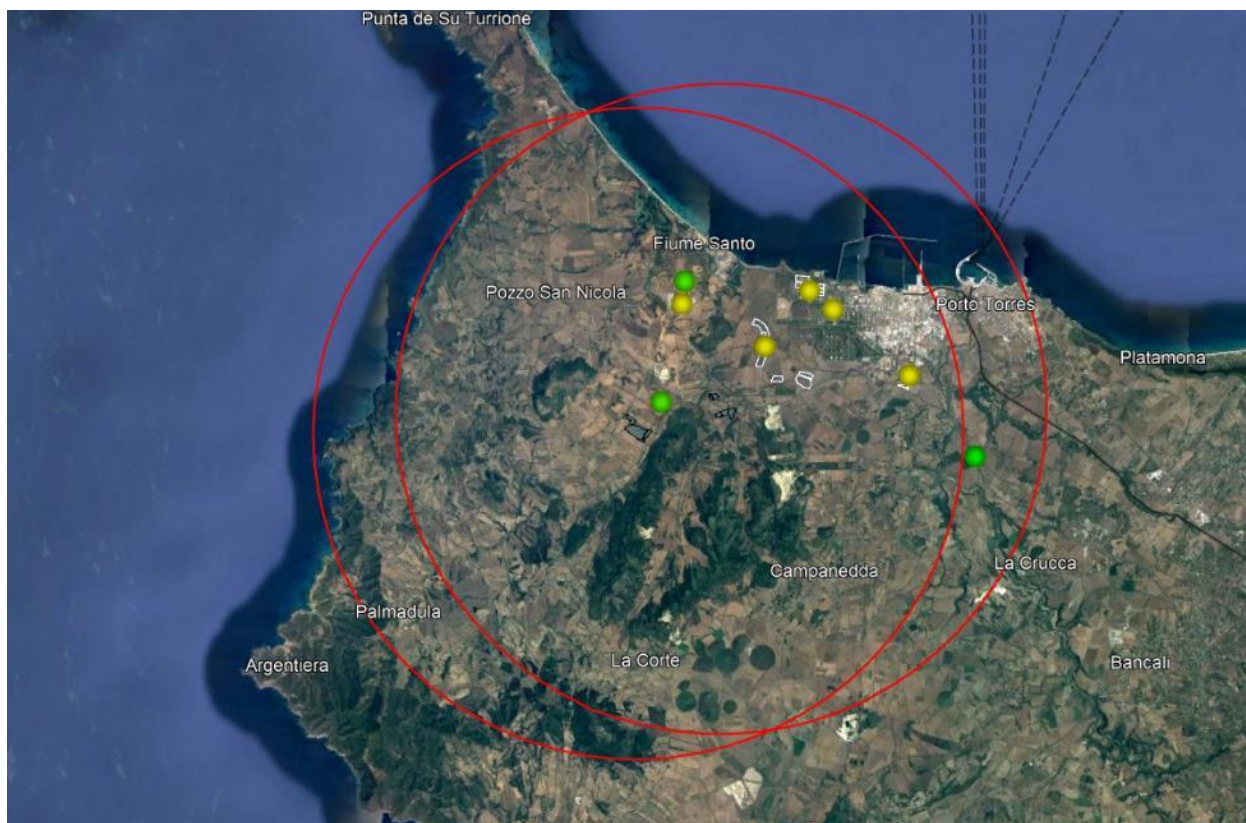 Punta de Su Turrione
Fiume Santo
Pozzo San Nicola
Porto Torres
Platamona
La Crucca
Campanedda
Palmadula
La Corte
Argentiera
Bancali